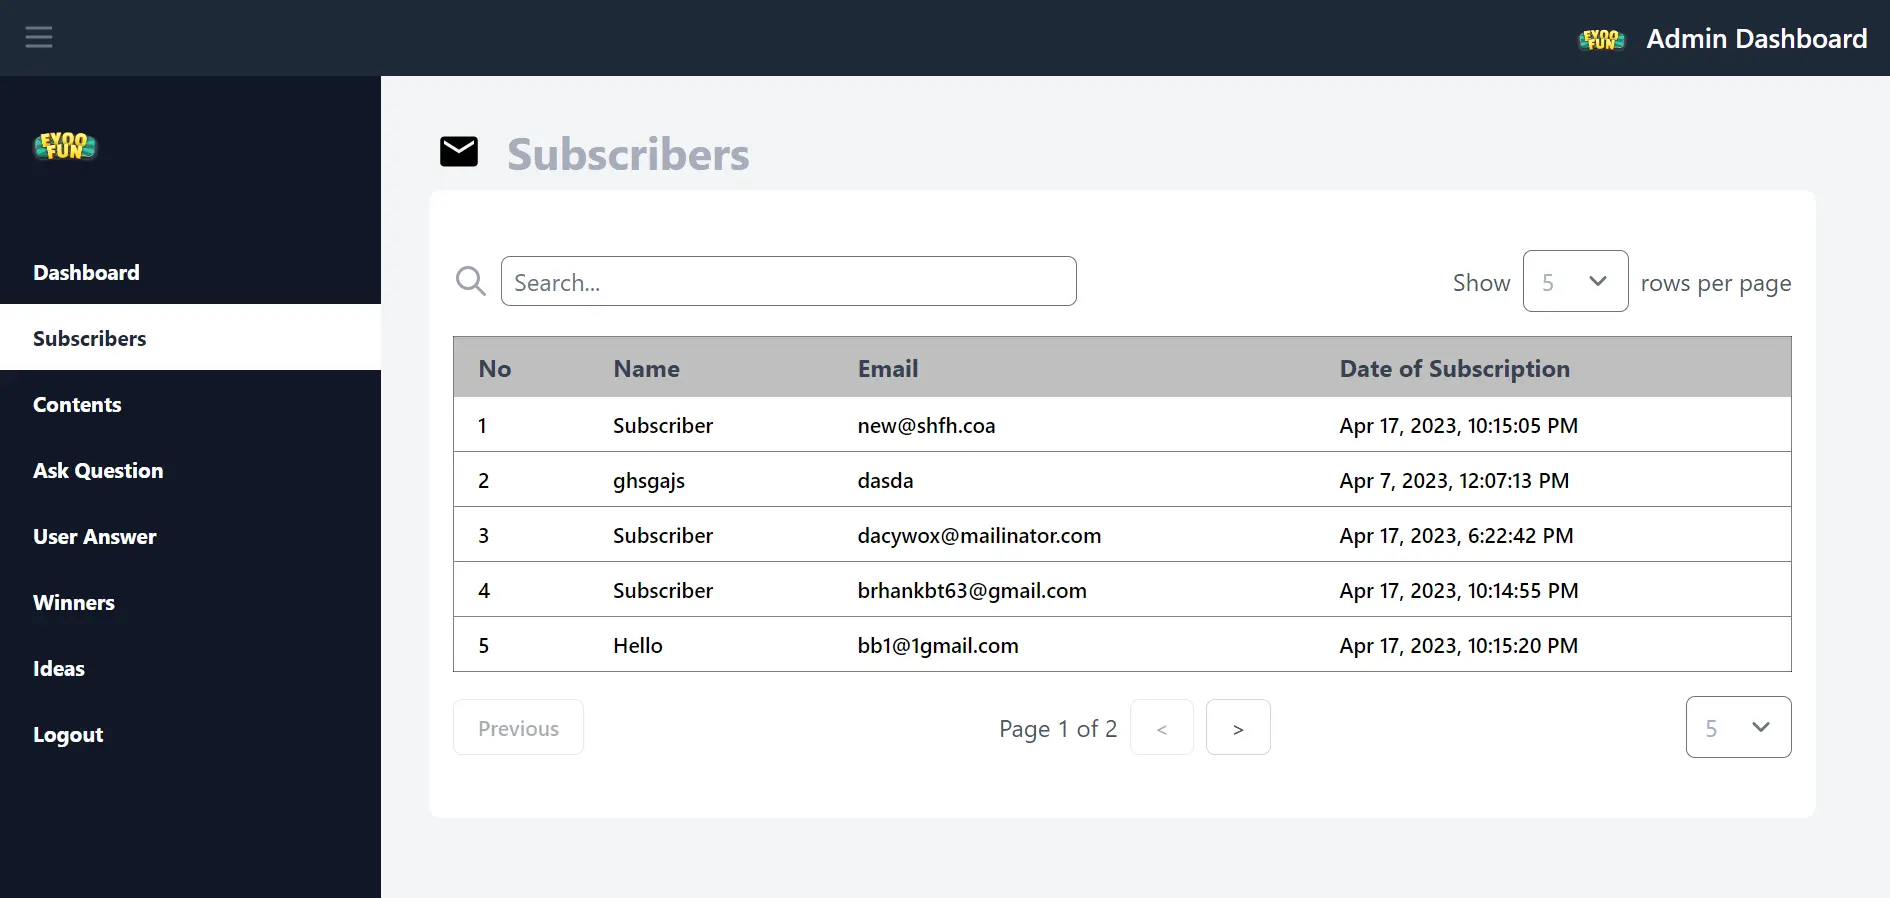 EYOO FUN Admin Dashboard
EYOO
FUN
Dashboard
Subscribers
Contents
Ask Question
User Answer
Winners
Ideas
Logout
Subscribers
Search... Show 5 rows per page
No Name Email Date of Subscription
1 Subscriber new@shfh.coa Apr 17, 2023, 10:15:05 PM
2 ghsgajs dasda Apr 7, 2023, 12:07:13 PM
3 Subscriber dacywox@mailinator.com Apr 17, 2023, 6:22:42 PM
4 Subscriber brhankbt63@gmail.com Apr 17, 2023, 10:14:55 PM
5 Hello bb1@1gmail.com Apr 17, 2023, 10:15:20 PM
Previous Page 1 of 2 < > 5